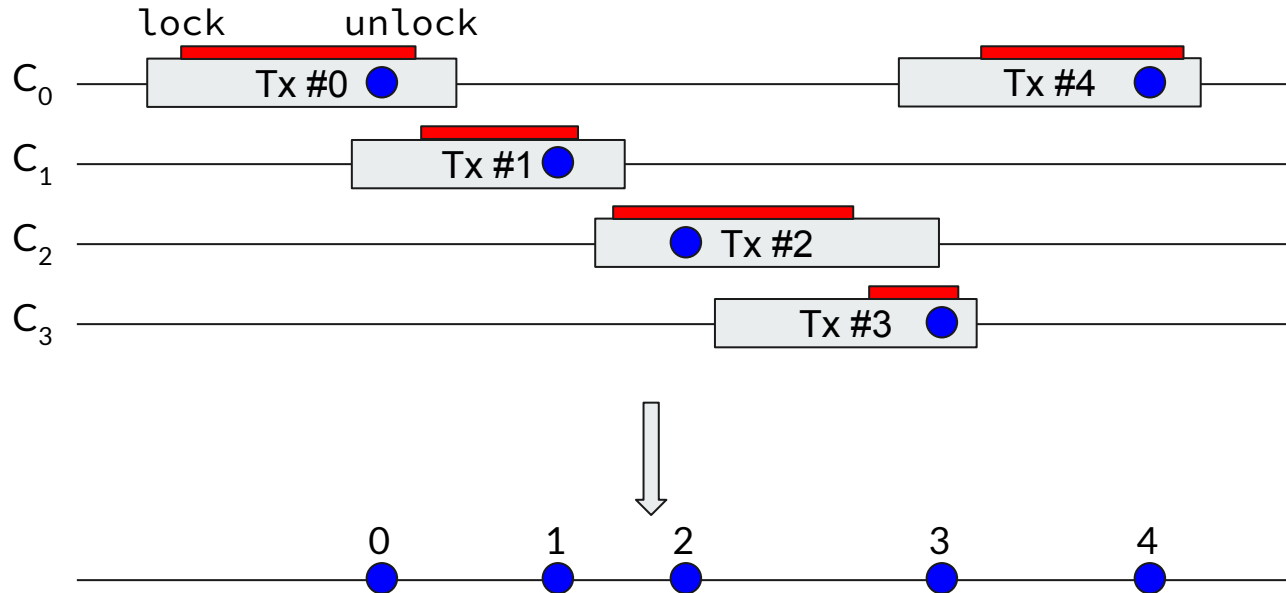 lock unlock
C0 Tx #0 Tx #4
C1 Tx #1
C2 Tx #2
C3 Tx #3
0 1 2 3 4